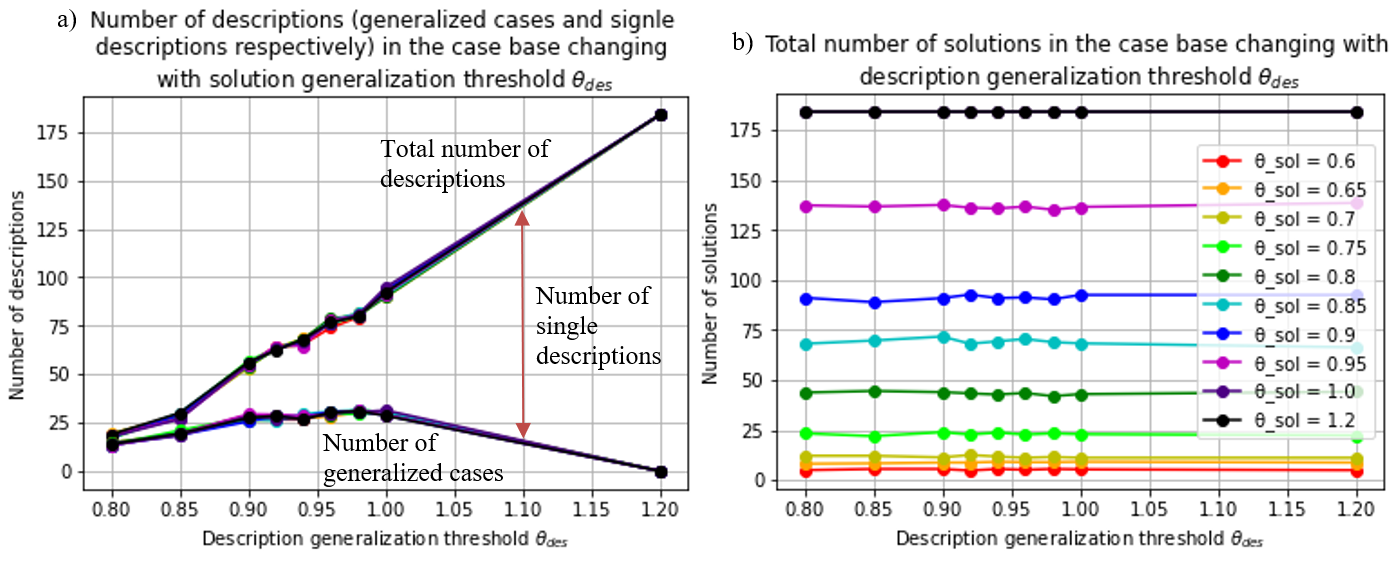 a) Number of descriptions (generalized cases and signle
descriptions respectively) in the case base changing
with solution generalization threshold θdes
Number of descriptions
175
150
125
100
75
50
25
0
Total number of
descriptions
Number of
single
descriptions
Number of
generalized cases
0.80 0.85 0.90 0.95 1.00 1.05 1.10 1.15 1.20
Description generalization threshold θdes
b) Total number of solutions in the case base changing with
description generalization threshold θdes
Number of solutions
175
150
125
100
75
50
25
0
θ_sol = 0.6
θ_sol = 0.65
θ_sol = 0.7
θ_sol = 0.75
θ_sol = 0.8
θ_sol = 0.85
θ_sol = 0.9
θ_sol = 0.95
θ_sol = 1.0
θ_sol = 1.2
0.80 0.85 0.90 0.95 1.00 1.05 1.10 1.15 1.20
Description generalization threshold θdes